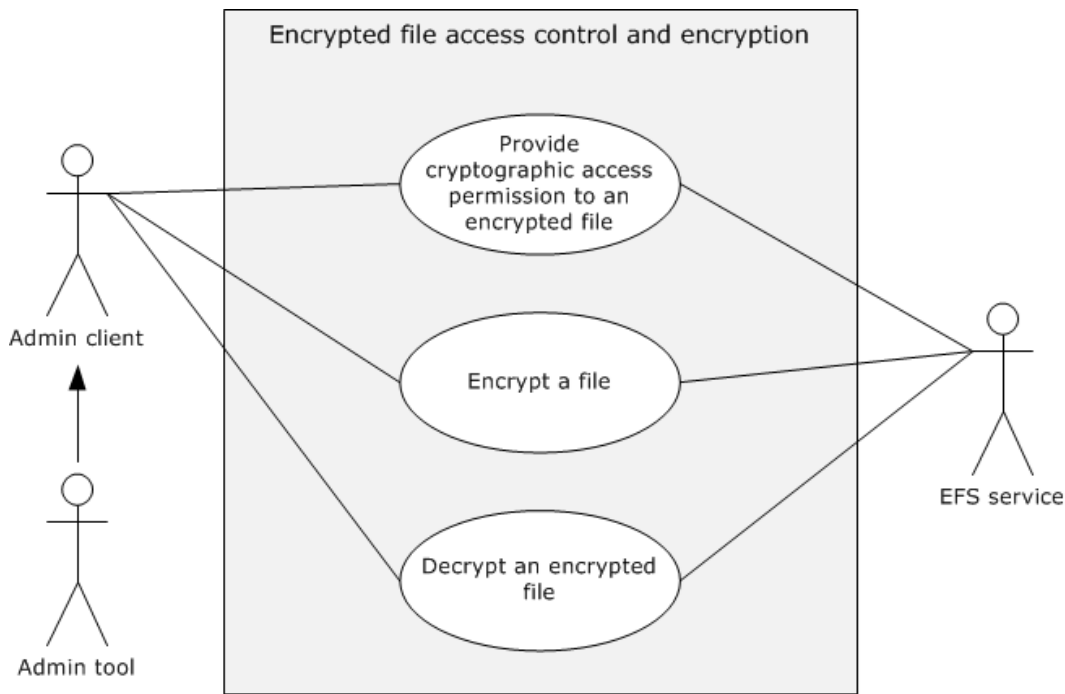 Encrypted file access control and encryption
Provide
cryptographic access
permission to an
encrypted file
Admin client
Encrypt a file
EFS service
Decrypt an encrypted
file
Admin tool